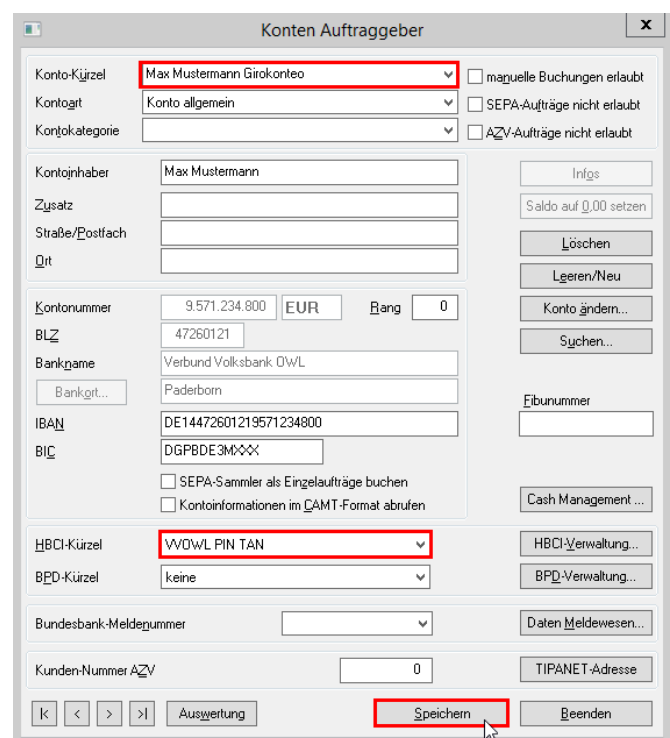 Konten Auftraggeber x
Konto-Kürzel Max Mustermann Girokonteo manuelle Buchungen erlaubt
Kontoart Konto allgemein SEPA-Aufträge nicht erlaubt
Kontokategorie AZV-Aufträge nicht erlaubt
Kontoinhaber Max Mustermann Infos
Zusatz Saldo auf 0,00 setzen
Straße/Postfach Löschen
Ort Leeren/Neu
Kontonummer 9.571.234.800 EUR Rang 0 Konto ändern...
BLZ 47260121 Suchen...
Bankname Verbund Volksbank OWL
Bankort... Paderborn Fibunummer
IBAN DE14472601219571234800
BIC DGPBDE3MXXX
SEPA-Sammler als Einzelaufträge buchen
Kontoinformationen im CAMT-Format abrufen Cash Management ...
HBCI-Kürzel VVOWL PIN TAN HBCI-Verwaltung...
BPD-Kürzel keine BPD-Verwaltung...
Bundesbank-Meldenummer Daten Meldewesen...
Kunden-Nummer AZV 0 TIPANET-Adresse
|< < > >| Auswertung Speichern Beenden